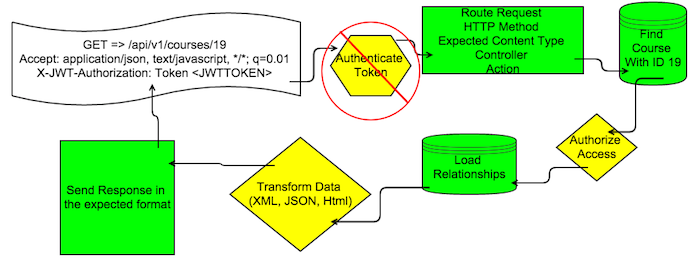 GET => /api/v1/courses/19
Accept: application/json, text/javascript, */*; q=0.01
X-JWT-Authorization: Token <JWTTOKEN>
Authenticate
Token
Route Request
HTTP Method
Expected Content Type
Controller
Action
Find
Course
With ID 19
Authorize
Access
Load
Relationships
Transform Data
(XML, JSON, Html)
Send Response in
the expected format